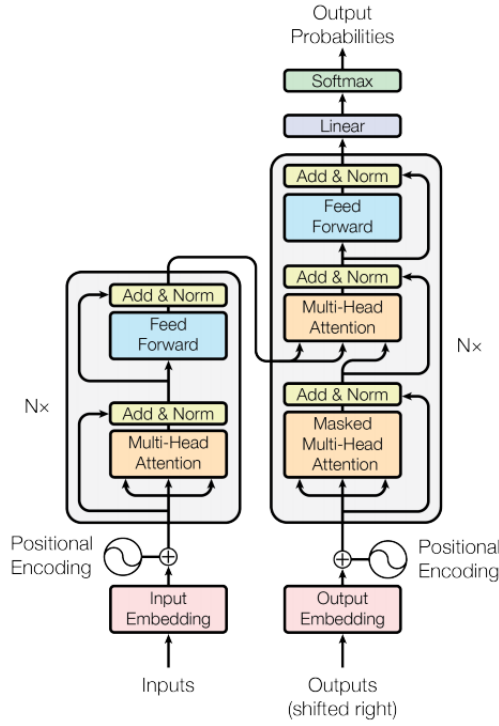 Output
Probabilities
Softmax
Linear
Add & Norm
Feed
Forward
Add & Norm
Multi-Head
Attention
Add & Norm
Masked
Multi-Head
Attention
N×
Add & Norm
Feed
Forward
Add & Norm
Multi-Head
Attention
N×
Positional
Encoding
Positional
Encoding
Input
Embedding
Output
Embedding
Inputs
Outputs
(shifted right)